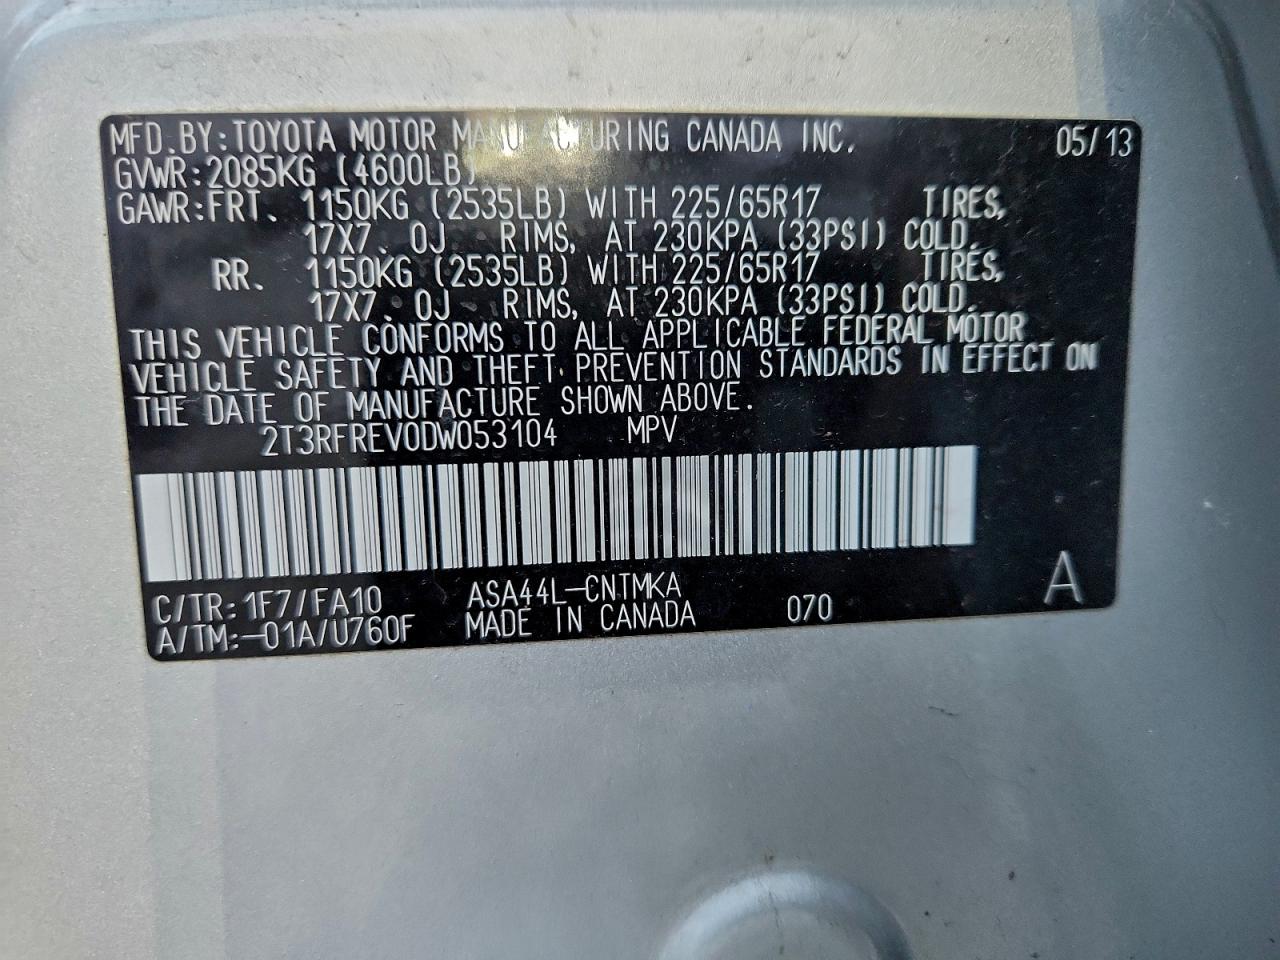 MFD.BY:TOYOTA MOTOR MANUFACTURING CANADA INC. 05/13
GVWR:2085KG (4600LB)
GAWR:FRT. 1150KG (2535LB) WITH 225/65R17 TIRES,
17X7.0J RIMS, AT 230KPA (33PSI) COLD.
RR. 1150KG (2535LB) WITH 225/65R17 TIRES,
17X7.0J RIMS, AT 230KPA (33PSI) COLD.
THIS VEHICLE CONFORMS TO ALL APPLICABLE FEDERAL MOTOR
VEHICLE SAFETY AND THEFT PREVENTION STANDARDS IN EFFECT ON
THE DATE OF MANUFACTURE SHOWN ABOVE.
2T3RFREV0DW053104 MPV
C/TR:1F7/FA10 ASA44L-CNTMKA
A/TM:-01A/U760F MADE IN CANADA 070 A